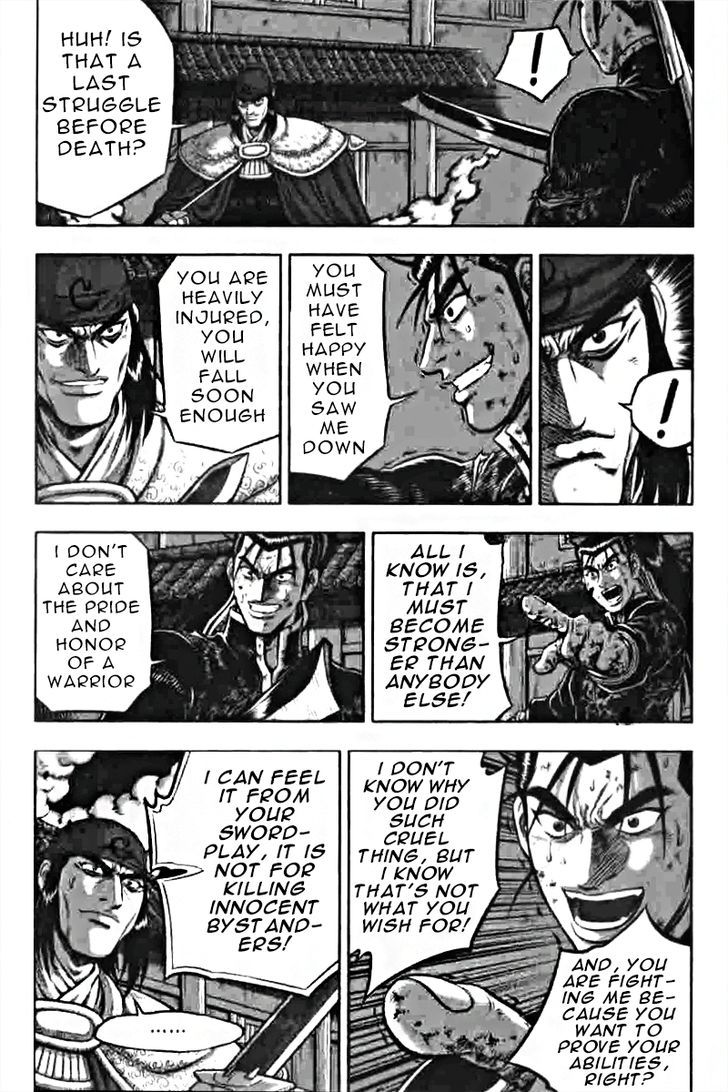 HUH! IS
THAT A
LAST
STRUGGLE
BEFORE
DEATH?
!
YOU ARE
HEAVILY
INJURED,
YOU
WILL
FALL
SOON
ENOUGH
YOU
MUST
HAVE
FELT
HAPPY
WHEN
YOU
SAW
ME
DOWN
!
I DON'T
CARE
ABOUT
THE PRIDE
AND
HONOR
OF A
WARRIOR
ALL I
KNOW IS,
THAT I
MUST
BECOME
STRONG-
ER THAN
ANYBODY
ELSE!
I CAN FEEL
IT FROM
YOUR
SWORD-
PLAY, IT IS
NOT FOR
KILLING
INNOCENT
BYSTAND-
ERS!
......
I DON'T
KNOW WHY
YOU DID
SUCH
CRUEL
THING, BUT
I KNOW
THAT'S NOT
WHAT YOU
WISH FOR!
AND, YOU
ARE FIGHT-
ING ME BE-
CAUSE YOU
WANT TO
PROVE YOUR
ABILITIES,
RIGHT?